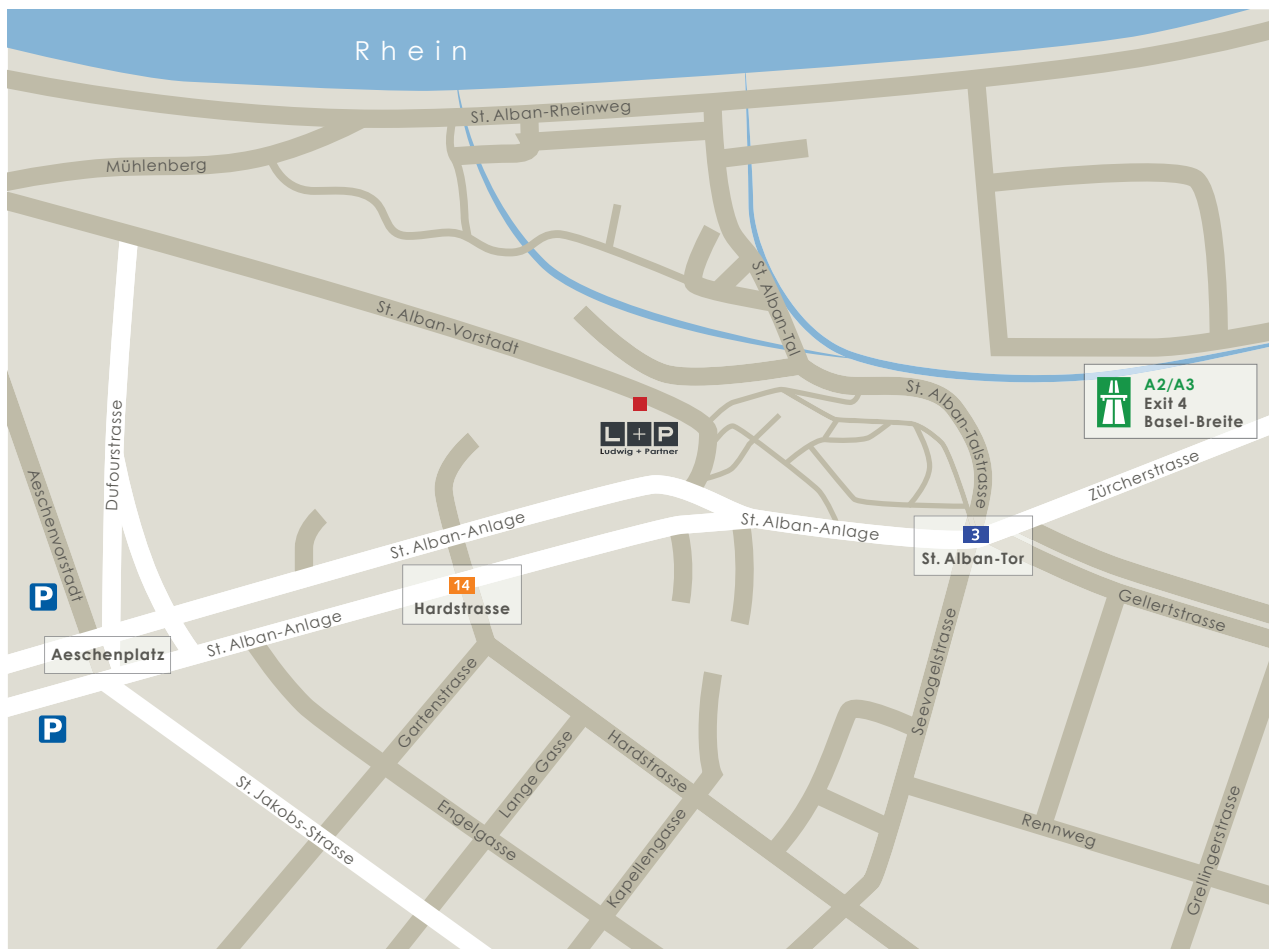 Rhein
St. Alban-Rheinweg
Mühlenberg
St. Alban-Vorstadt
St. Alban-Tal
St. Alban-Talstrasse
A2/A3
Exit 4
Basel-Breite
L+P
Ludwig + Partner
Dufourstrasse
Aeschenvorstadt
Zürcherstrasse
St. Alban-Anlage
St. Alban-Anlage
3
St. Alban-Tor
14
Hardstrasse
P
Gellertstrasse
St. Alban-Anlage
Aeschenplatz
Seevogelstrasse
Gartenstrasse
P
Lange Gasse
Hardstrasse
St. Jakobs-Strasse
Engelgasse
Kapellengasse
Rennweg
Grellingerstrasse